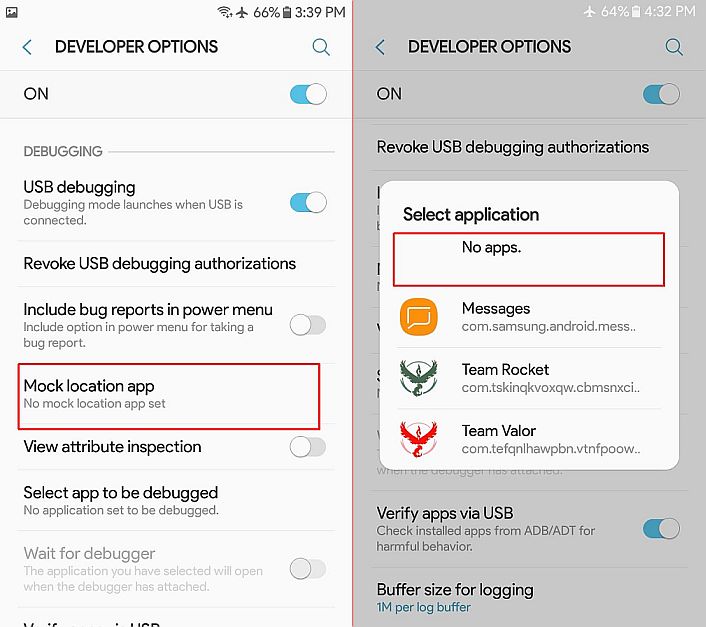 66% 3:39 PM
DEVELOPER OPTIONS
ON
DEBUGGING
USB debugging
Debugging mode launches when USB is
connected.
Revoke USB debugging authorizations
Include bug reports in power menu
Include option in power menu for taking a
bug report.
Mock location app
No mock location app set
View attribute inspection
Select app to be debugged
No application set to be debugged.
Wait for debugger
The application you have selected will open
when the debugger has attached.
64% 4:32 PM
DEVELOPER OPTIONS
ON
Revoke USB debugging authorizations
Select application
No apps.
Messages
com.samsung.android.mess..
Team Rocket
com.tskinqkvoxqw.cbmsnxci..
Team Valor
com.tefqnlhawpbn.vtnfpoow..
when the debugger has attached.
Verify apps via USB
Check installed apps from ADB/ADT for
harmful behavior.
Buffer size for logging
1M per log buffer